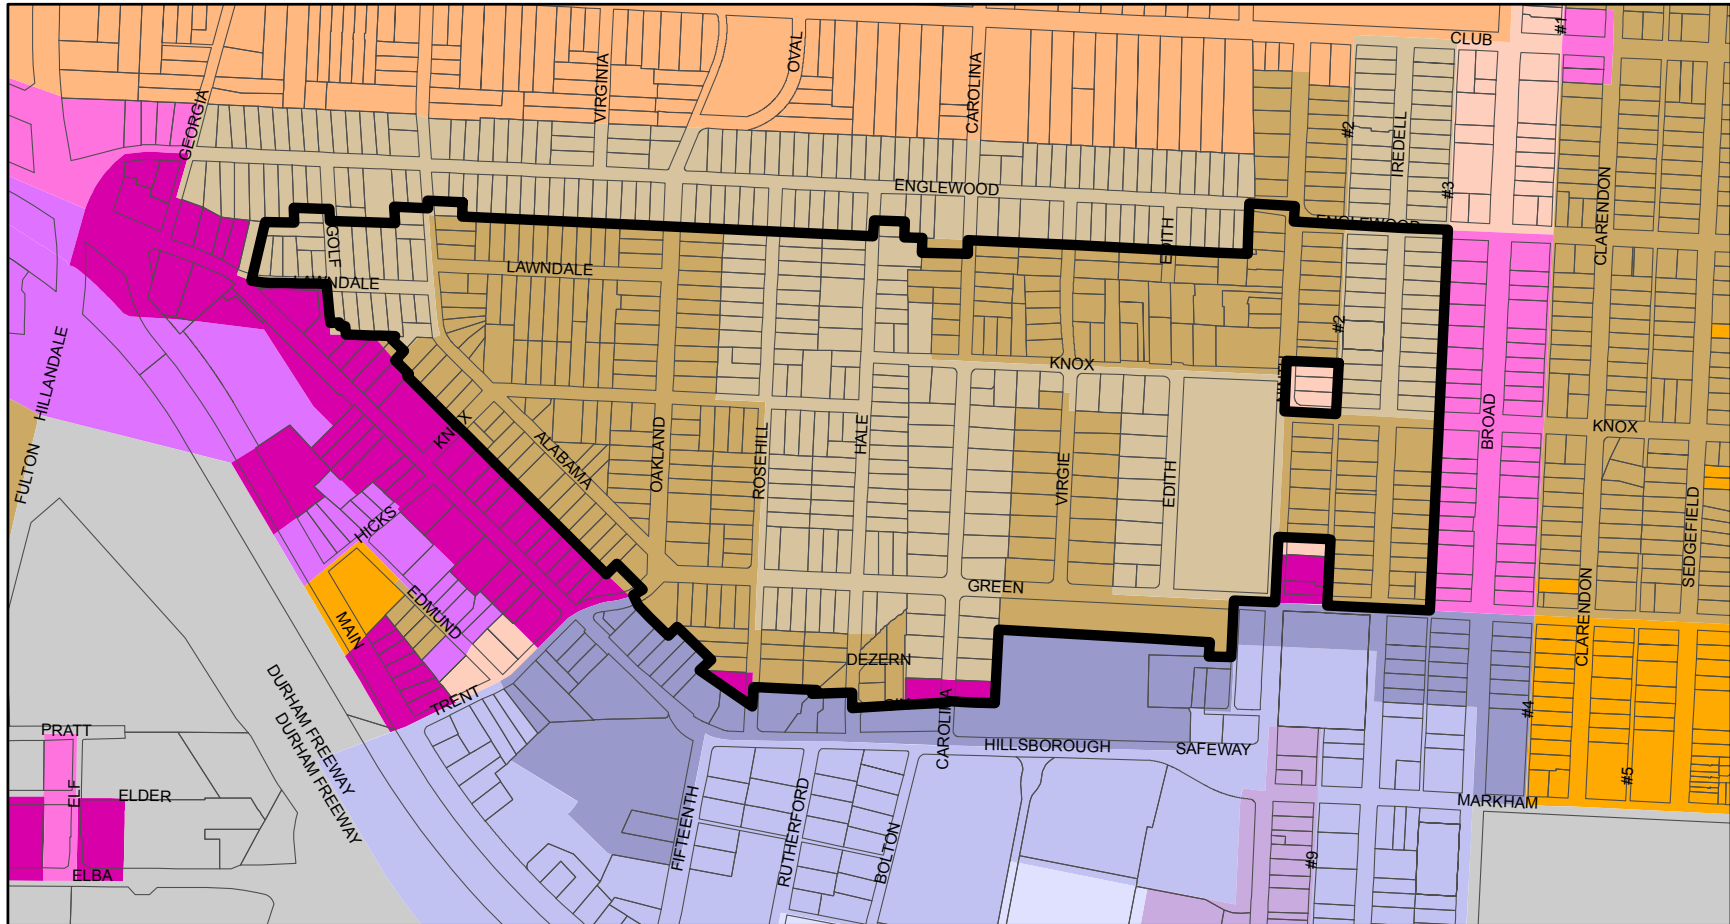 CLUB
#1
OVAL
VIRGINIA
CAROLINA
GEORGIA
#2
IREDELL
#3
CLARENDON
ENGLEWOOD
ENGLEWOOD
EDITH
GOLF
LAWNDALE
LAWNDALE
#2
HILLANDALE
KNOX
NINTH
BROAD
KNOX
KNOX
ALABAMA
OAKLAND
ROSEHILL
HALE
VIRGIE
EDITH
FULTON
SEDGEFIELD
HICKS
GREEN
EDMUND
MAIN
CLARENDON
DEZERN
TRENT
DURHAM FREEWAY
DURHAM FREEWAY
CAROLINA
#4
PRATT
HILLSBOROUGH
SAFEWAY
ELF
ELDER
#5
MARKHAM
FIFTEENTH
RUTHERFORD
BOLTON
#9
ELBA